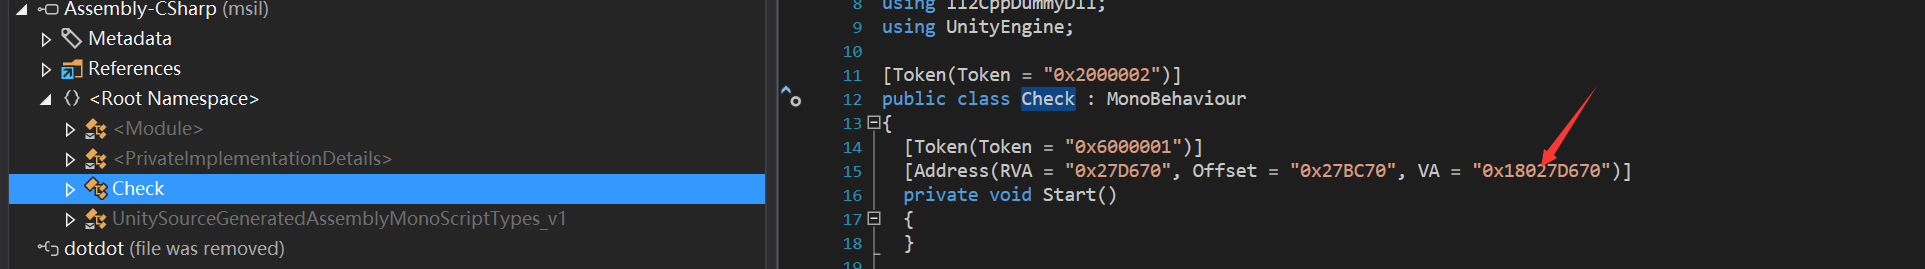 Assembly-CSharp (msil)
Metadata
References
{} <Root Namespace>
<Module>
<PrivateImplementationDetails>
Check
UnitySourceGeneratedAssemblyMonoScriptTypes_v1
dotdot (file was removed)
8 using Il2CppDummyDll;
9 using UnityEngine;
10
11 [Token(Token = "0x2000002")]
12 public class Check : MonoBehaviour
13 {
14 [Token(Token = "0x6000001")]
15 [Address(RVA = "0x27D670", Offset = "0x27BC70", VA = "0x18027D670")]
16 private void Start()
17 {
18 }
19